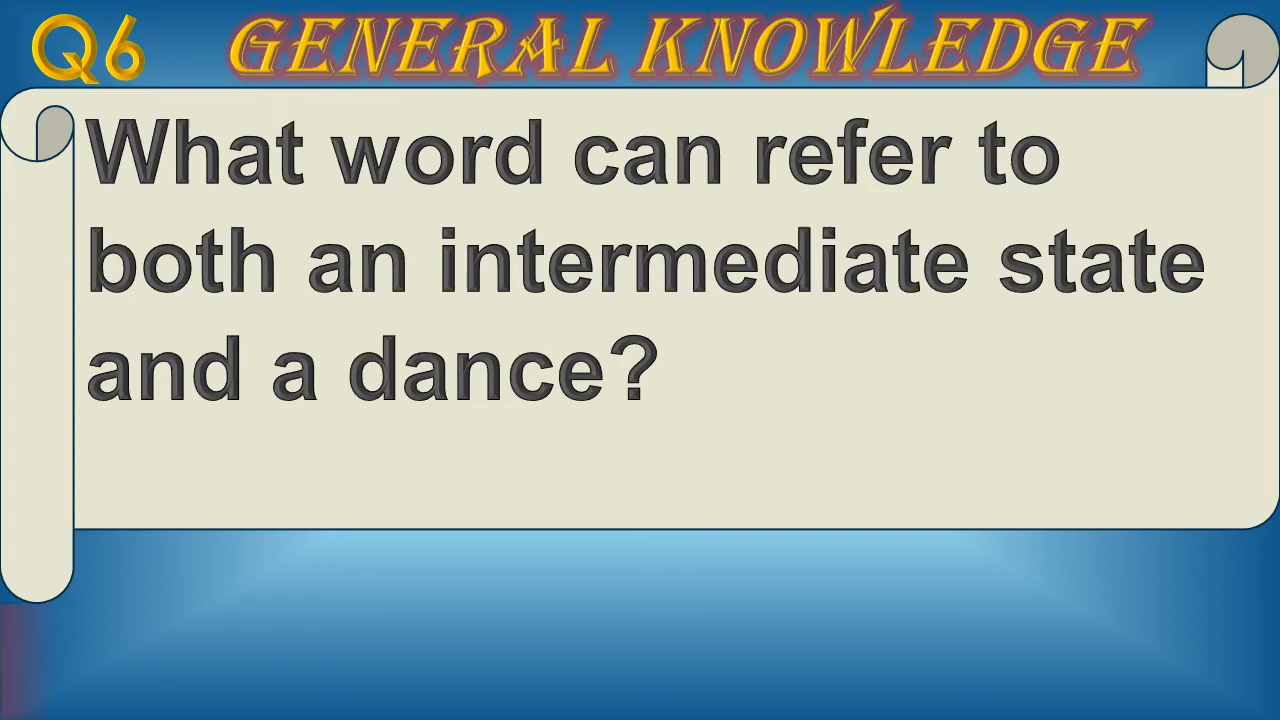 Q6 GENERAL KNOWLEDGE
What word can refer to
both an intermediate state
and a dance?